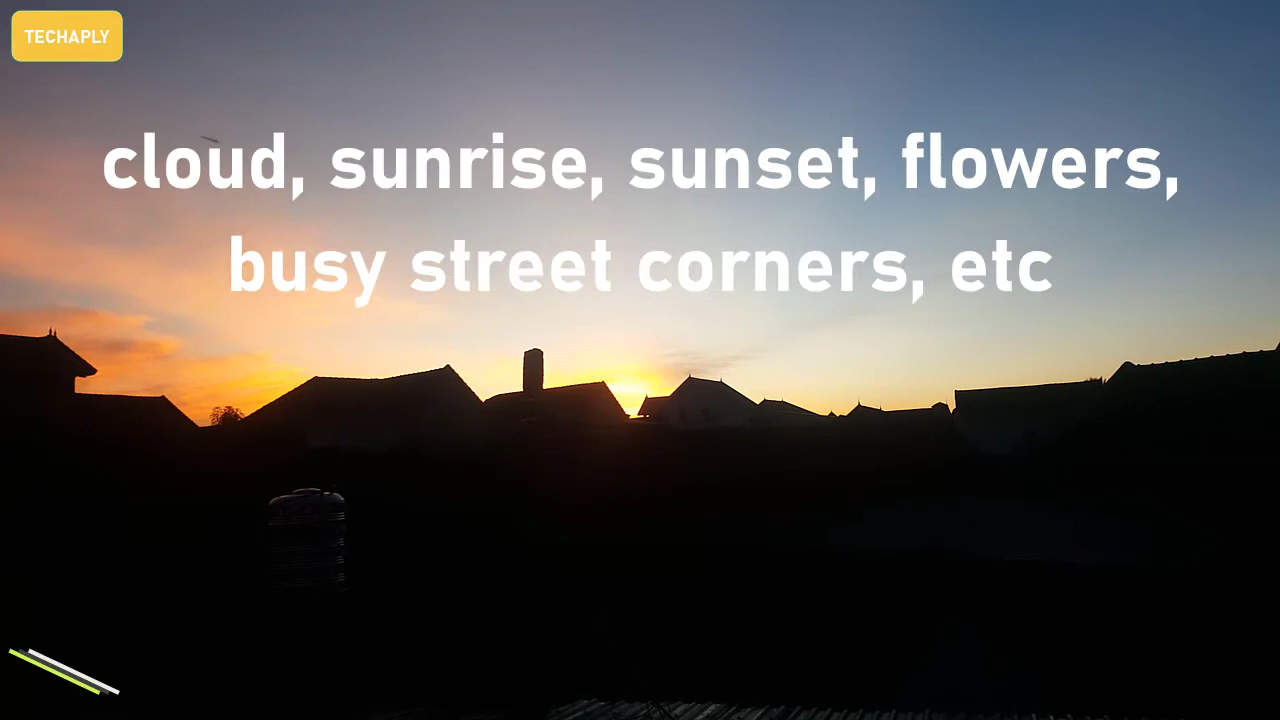 TECHAPLY
cloud, sunrise, sunset, flowers,
busy street corners, etc